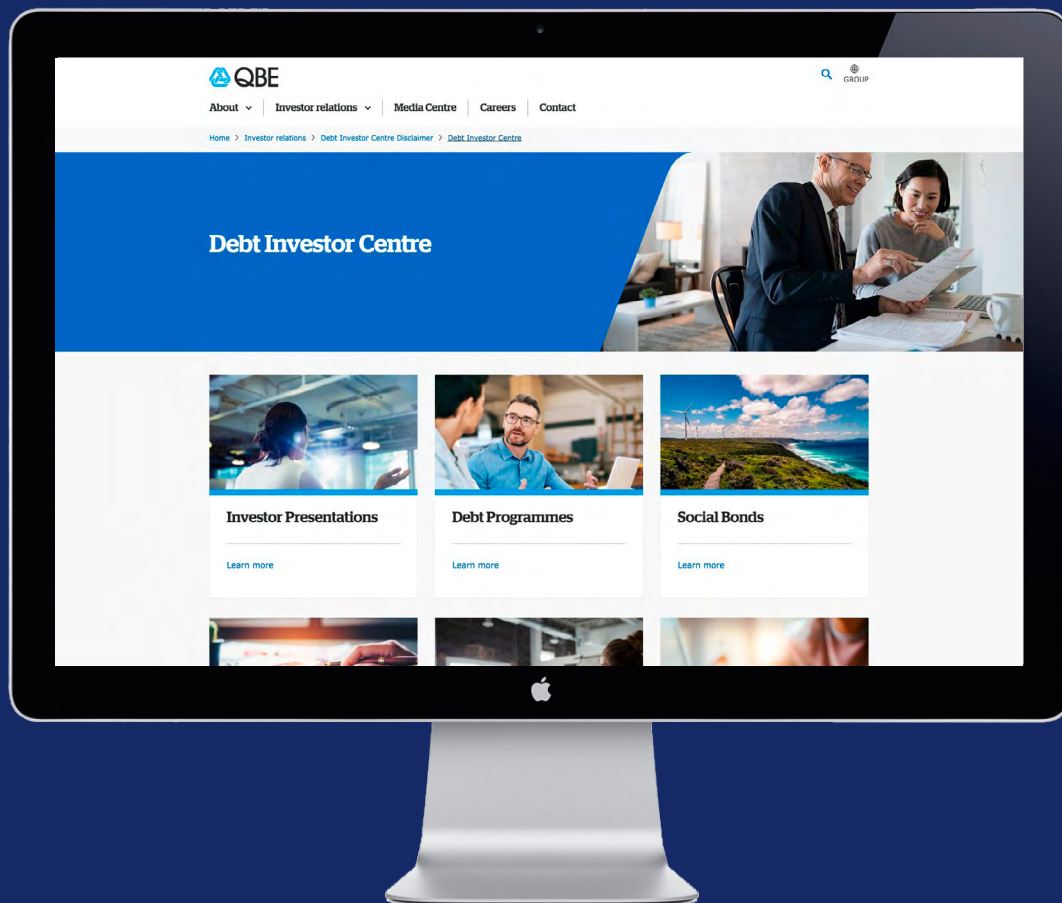 QBE
GROUP
About Investor relations Media Centre Careers Contact
Home > Investor relations > Debt Investor Centre Disclaimer > Debt Investor Centre
Debt Investor Centre
Investor Presentations
Learn more
Debt Programmes
Learn more
Social Bonds
Learn more